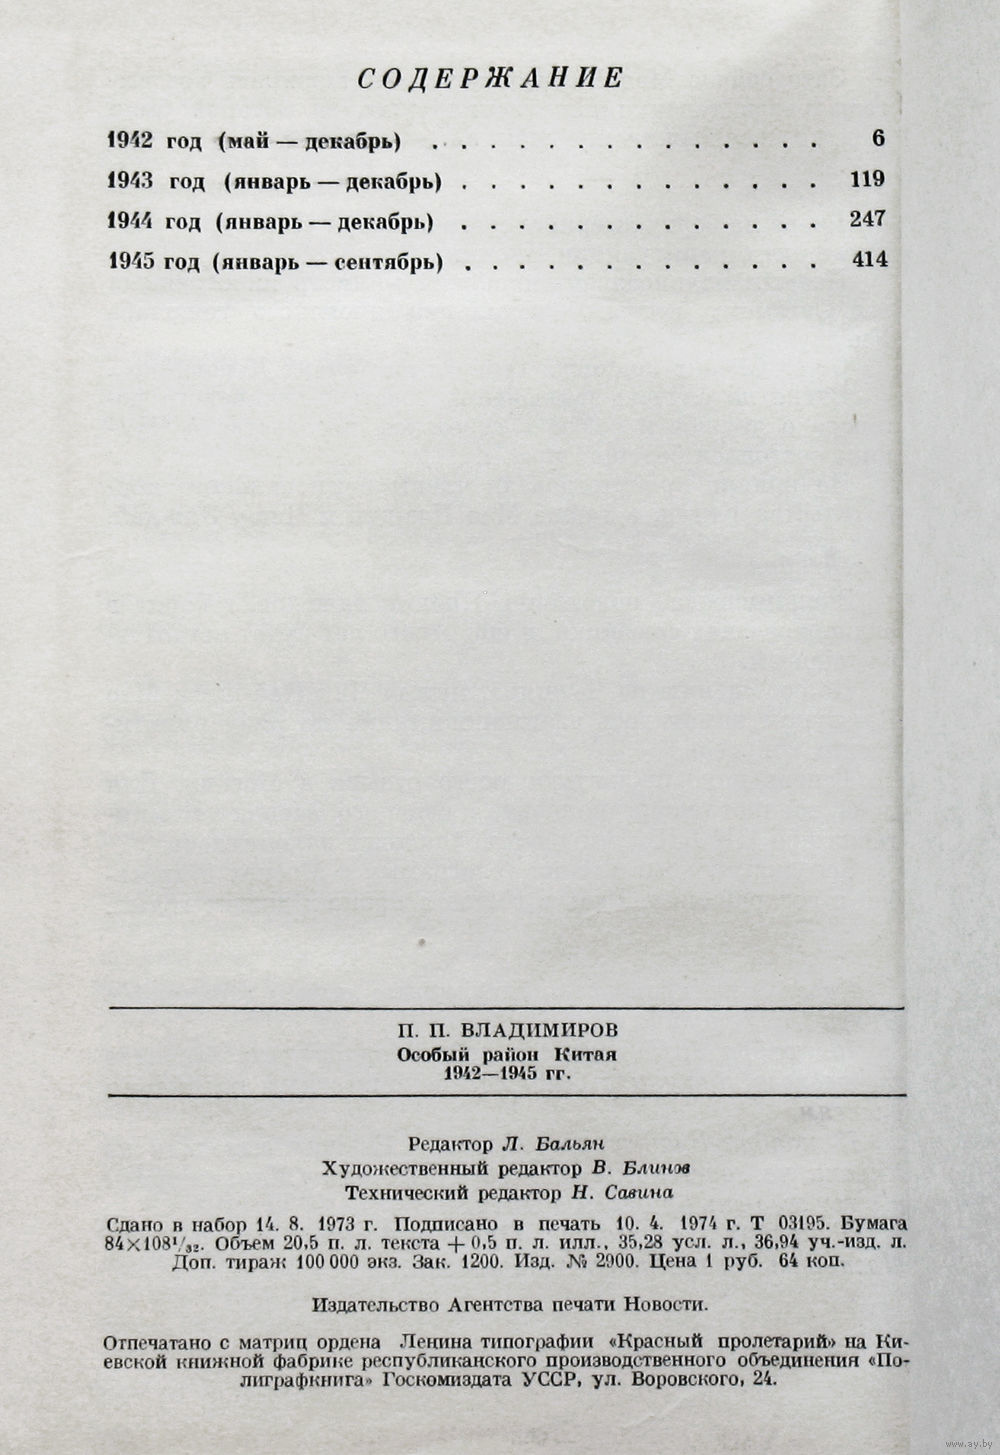 СОДЕРЖАНИЕ
1942 год (май — декабрь) . . . . . . . . . . . . . . 6
1943 год (январь — декабрь) . . . . . . . . . . . . . 119
1944 год (январь — декабрь) . . . . . . . . . . . . . 247
1945 год (январь — сентябрь) . . . . . . . . . . . . . 414
П. П. ВЛАДИМИРОВ
Особый район Китая
1942—1945 гг.
Редактор Л. Бальян
Художественный редактор В. Блинов
Технический редактор Н. Савина
Сдано в набор 14. 8. 1973 г. Подписано в печать 10. 4. 1974 г. Т 03195. Бумага
84×108¹/₃₂. Объем 20,5 п. л. текста + 0,5 п. л. илл., 35,28 усл. л., 36,94 уч.-изд. л.
Доп. тираж 100 000 экз. Зак. 1200. Изд. № 2900. Цена 1 руб. 64 коп.
Издательство Агентства печати Новости.
Отпечатано с матриц ордена Ленина типографии «Красный пролетарий» на Ки-
евской книжной фабрике республиканского производственного объединения «По-
лиграфкнига» Госкомиздата УССР, ул. Воровского, 24.
www.ay.by